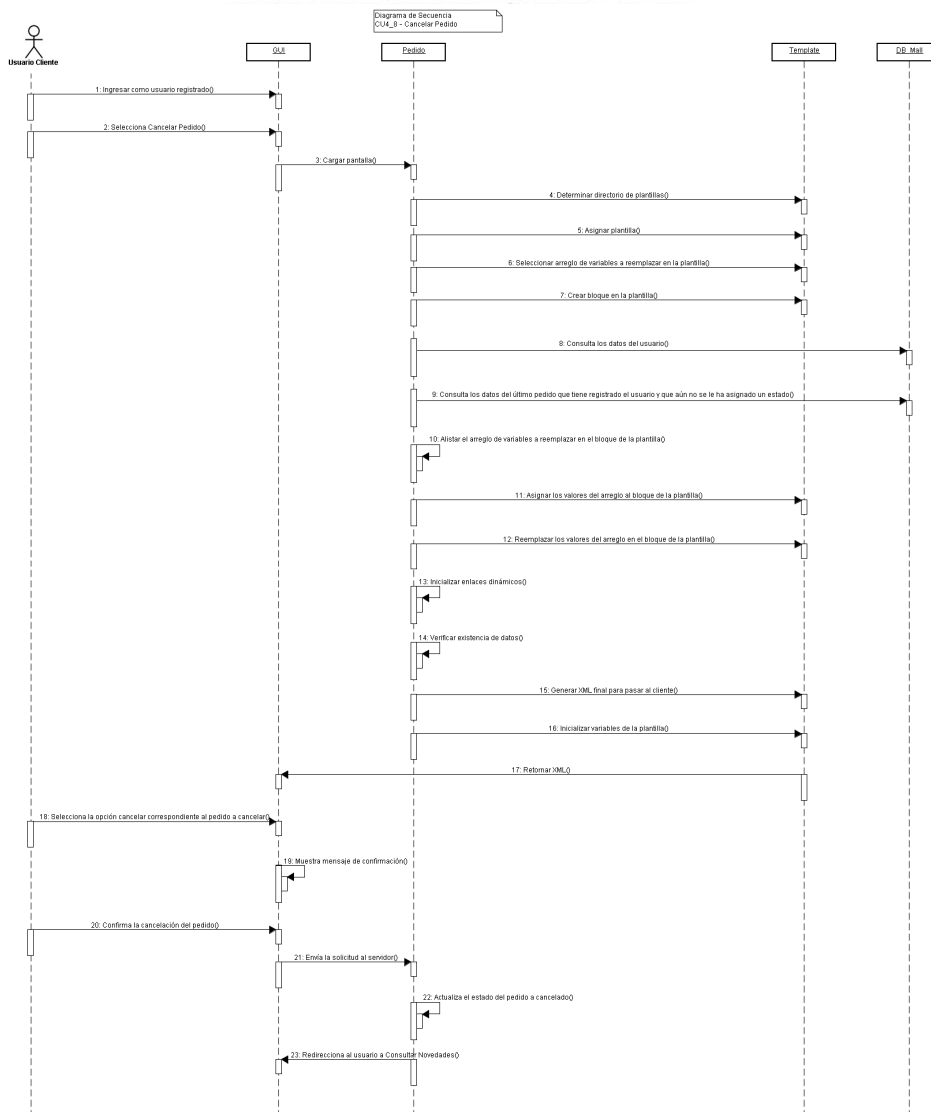 Diagrama de Secuencia
CU4_8 - Cancelar Pedido
Usuario Cliente
GUI
Pedido
Template
DB_Mall
1: Ingresar como usuario registrado()
2: Selecciona Cancelar Pedido()
3: Cargar pantalla()
4: Determinar directorio de plantillas()
5: Asignar plantilla()
6: Seleccionar arreglo de variables a reemplazar en la plantilla()
7: Crear bloque en la plantilla()
8: Consulta los datos del usuario()
9: Consulta los datos del último pedido que tiene registrado el usuario y que aún no se le ha asignado un estado()
10: Alistar el arreglo de variables a reemplazar en el bloque de la plantilla()
11: Asignar los valores del arreglo al bloque de la plantilla()
12: Reemplazar los valores del arreglo en el bloque de la plantilla()
13: Inicializar enlaces dinámicos()
14: Verificar existencia de datos()
15: Generar XML final para pasar al cliente()
16: Inicializar variables de la plantilla()
17: Retornar XML()
18: Selecciona la opción cancelar correspondiente al pedido a cancelar()
19: Muestra mensaje de confirmación()
20: Confirma la cancelación del pedido()
21: Envía la solicitud al servidor()
22: Actualiza el estado del pedido a cancelado()
23: Redirecciona al usuario a Consultar Novedades()